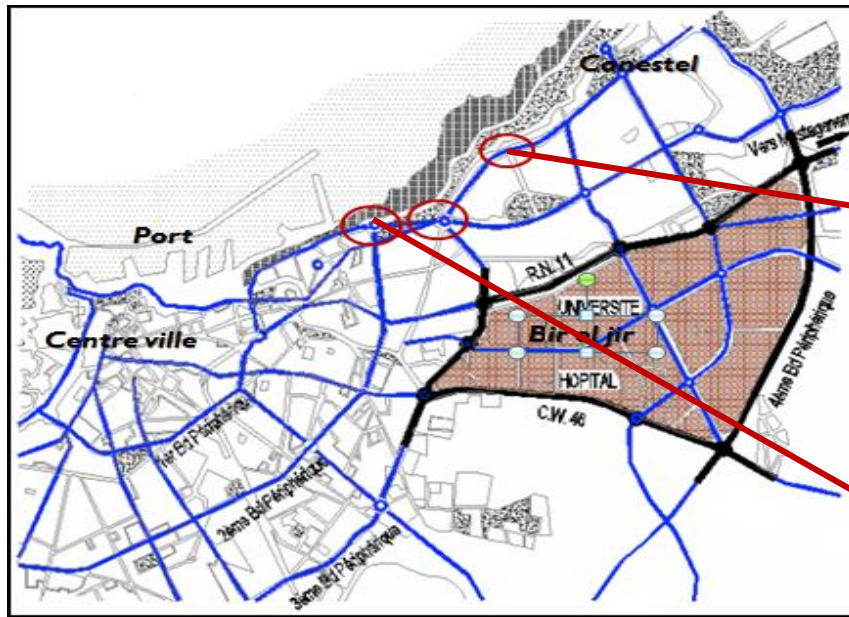 Canestel
Vers Mostaganem
Port
R.N. 11
UNIVERSITE
Centre ville
Bir el jir
HOPITAL
4ème Bd Périphérique
C.W. 46
1er Bd Périphérique
2ème Bd Périphérique
3ème Bd Périphérique